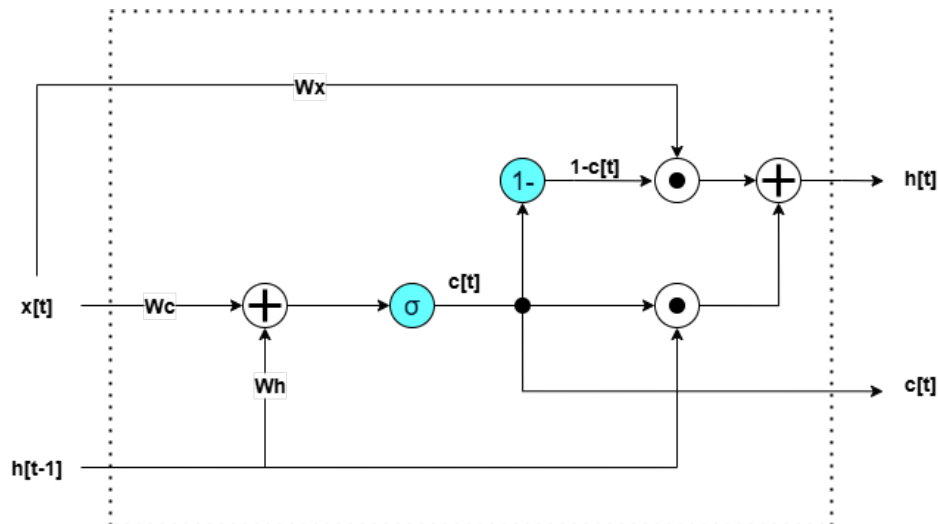 Wx
1-
1-c[t]
h[t]
x[t]
Wc
σ
c[t]
c[t]
Wh
h[t-1]